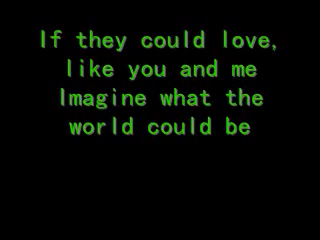 If they could love,
like you and me
Imagine what the
world could be